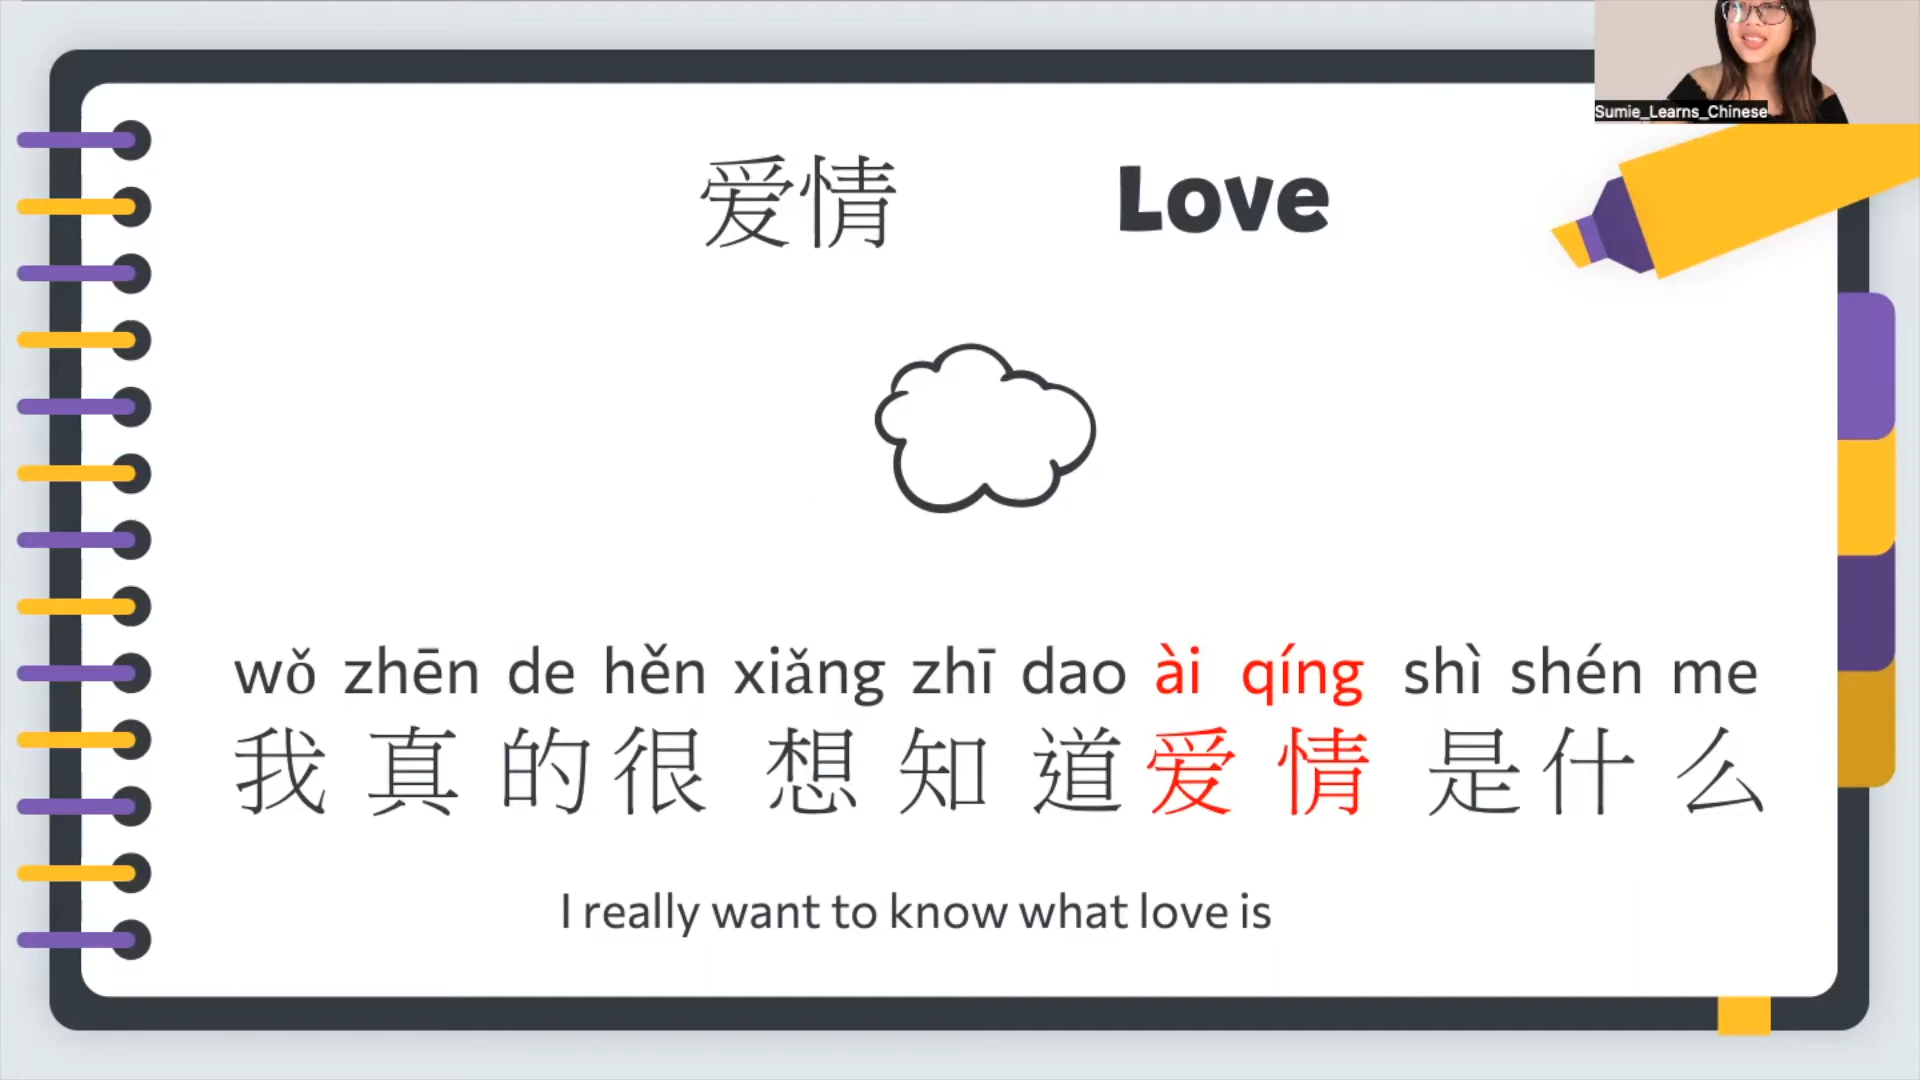 Sumie_Learns_Chinese
爱情 Love
wǒ zhēn de hěn xiǎng zhī dao ài qíng shì shén me
我真的很想知道爱情是什么
I really want to know what love is